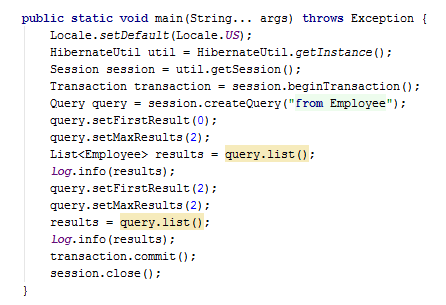 public static void main(String... args) throws Exception {
    Locale.setDefault(Locale.US);
    HibernateUtil util = HibernateUtil.getInstance();
    Session session = util.getSession();
    Transaction transaction = session.beginTransaction();
    Query query = session.createQuery("from Employee");
    query.setFirstResult(0);
    query.setMaxResults(2);
    List<Employee> results = query.list();
    Log.info(results);
    query.setFirstResult(2);
    query.setMaxResults(2);
    results = query.list();
    Log.info(results);
    transaction.commit();
    session.close();
}